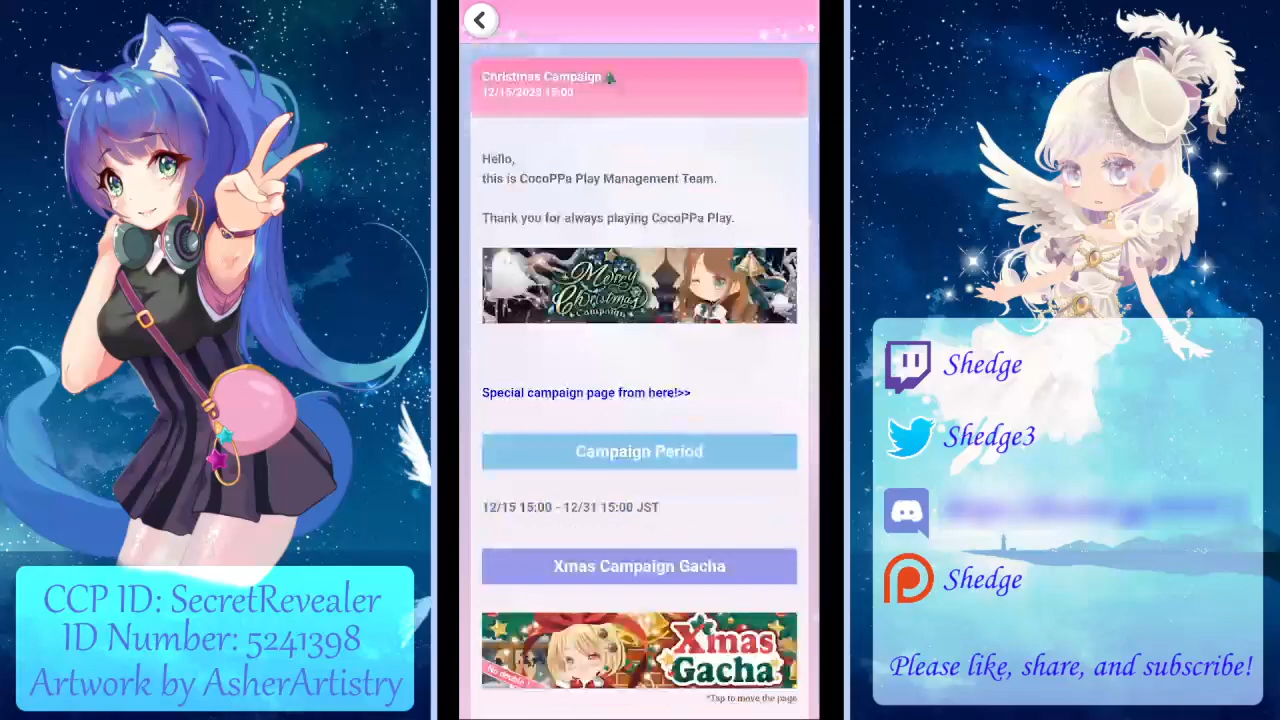 Christmas Campaign
12/15/2023 15:00
Hello,
this is CocoPPa Play Management Team.
Thank you for always playing CocoPPa Play.
Merry
Christmas
Campaign
Special campaign page from here!>>
Campaign Period
12/15 15:00 - 12/31 15:00 JST
Xmas Campaign Gacha
No double!
Xmas
Gacha
*Tap to move the page
CCP ID: SecretRevealer
ID Number: 5241398
Artwork by AsherArtistry
Shedge
Shedge3
Shedge
Please like, share, and subscribe!